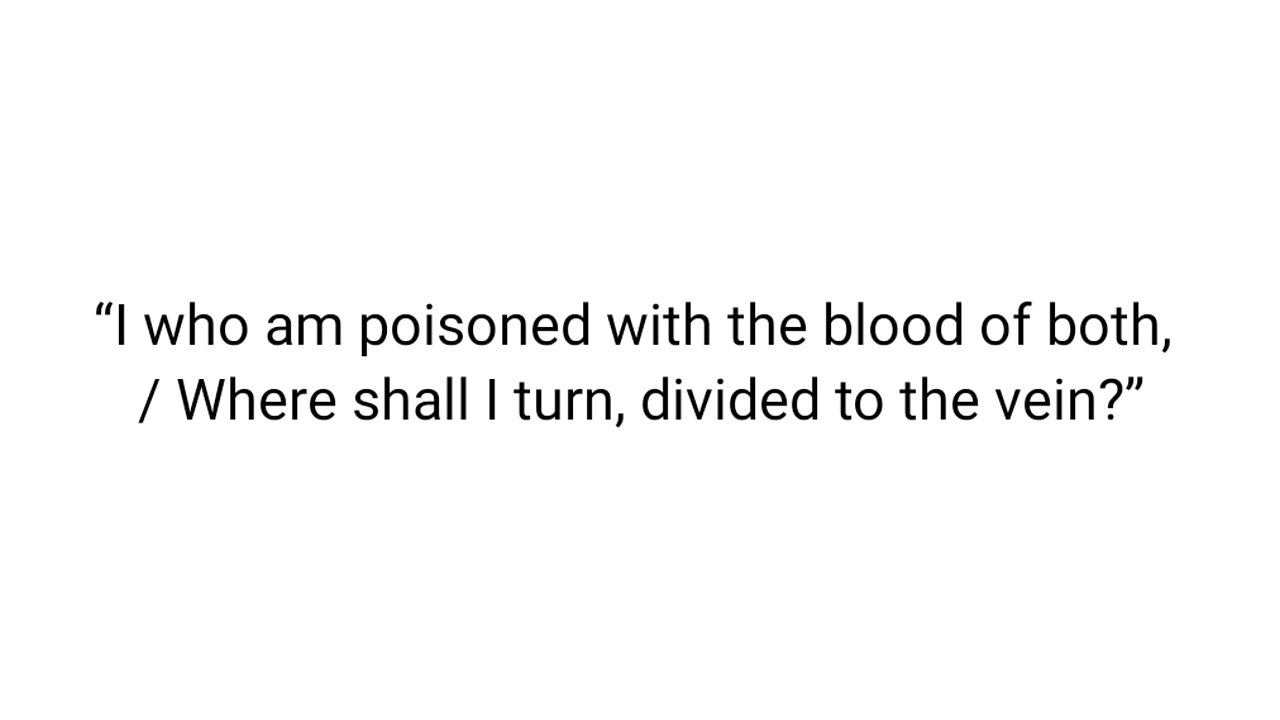 “I who am poisoned with the blood of both,
/ Where shall I turn, divided to the vein?”